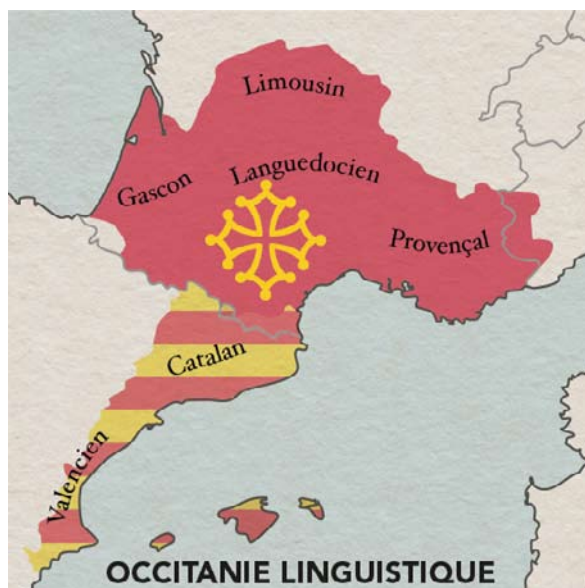 Limousin
Languedocien
Gascon
Provençal
Catalan
Valencien
OCCITANIE LINGUISTIQUE